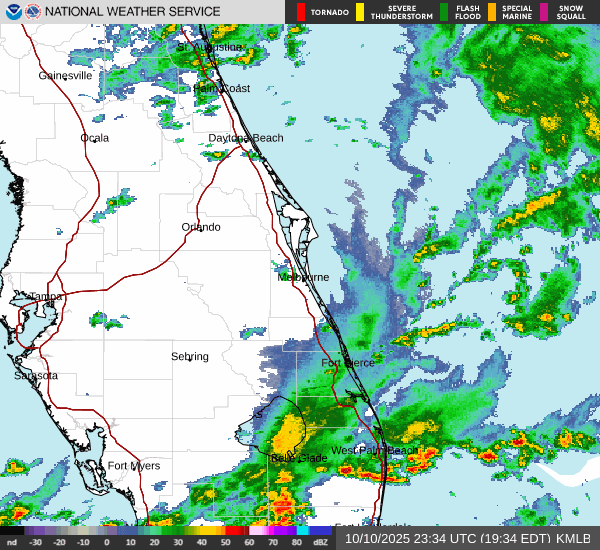 NATIONAL WEATHER SERVICE
TORNADO
SEVERE THUNDERSTORM
FLASH FLOOD
SPECIAL MARINE
SNOW SQUALL
St. Augustine
Gainesville
Palm Coast
Ocala
Daytona Beach
Orlando
Melbourne
Tampa
Sebring
Fort Pierce
Sarasota
West Palm Beach
Belle Glade
Fort Myers
nd -30 -20 -10 0 10 20 30 40 50 60 70 80 dBZ
10/10/2025 23:34 UTC (19:34 EDT) KMLB